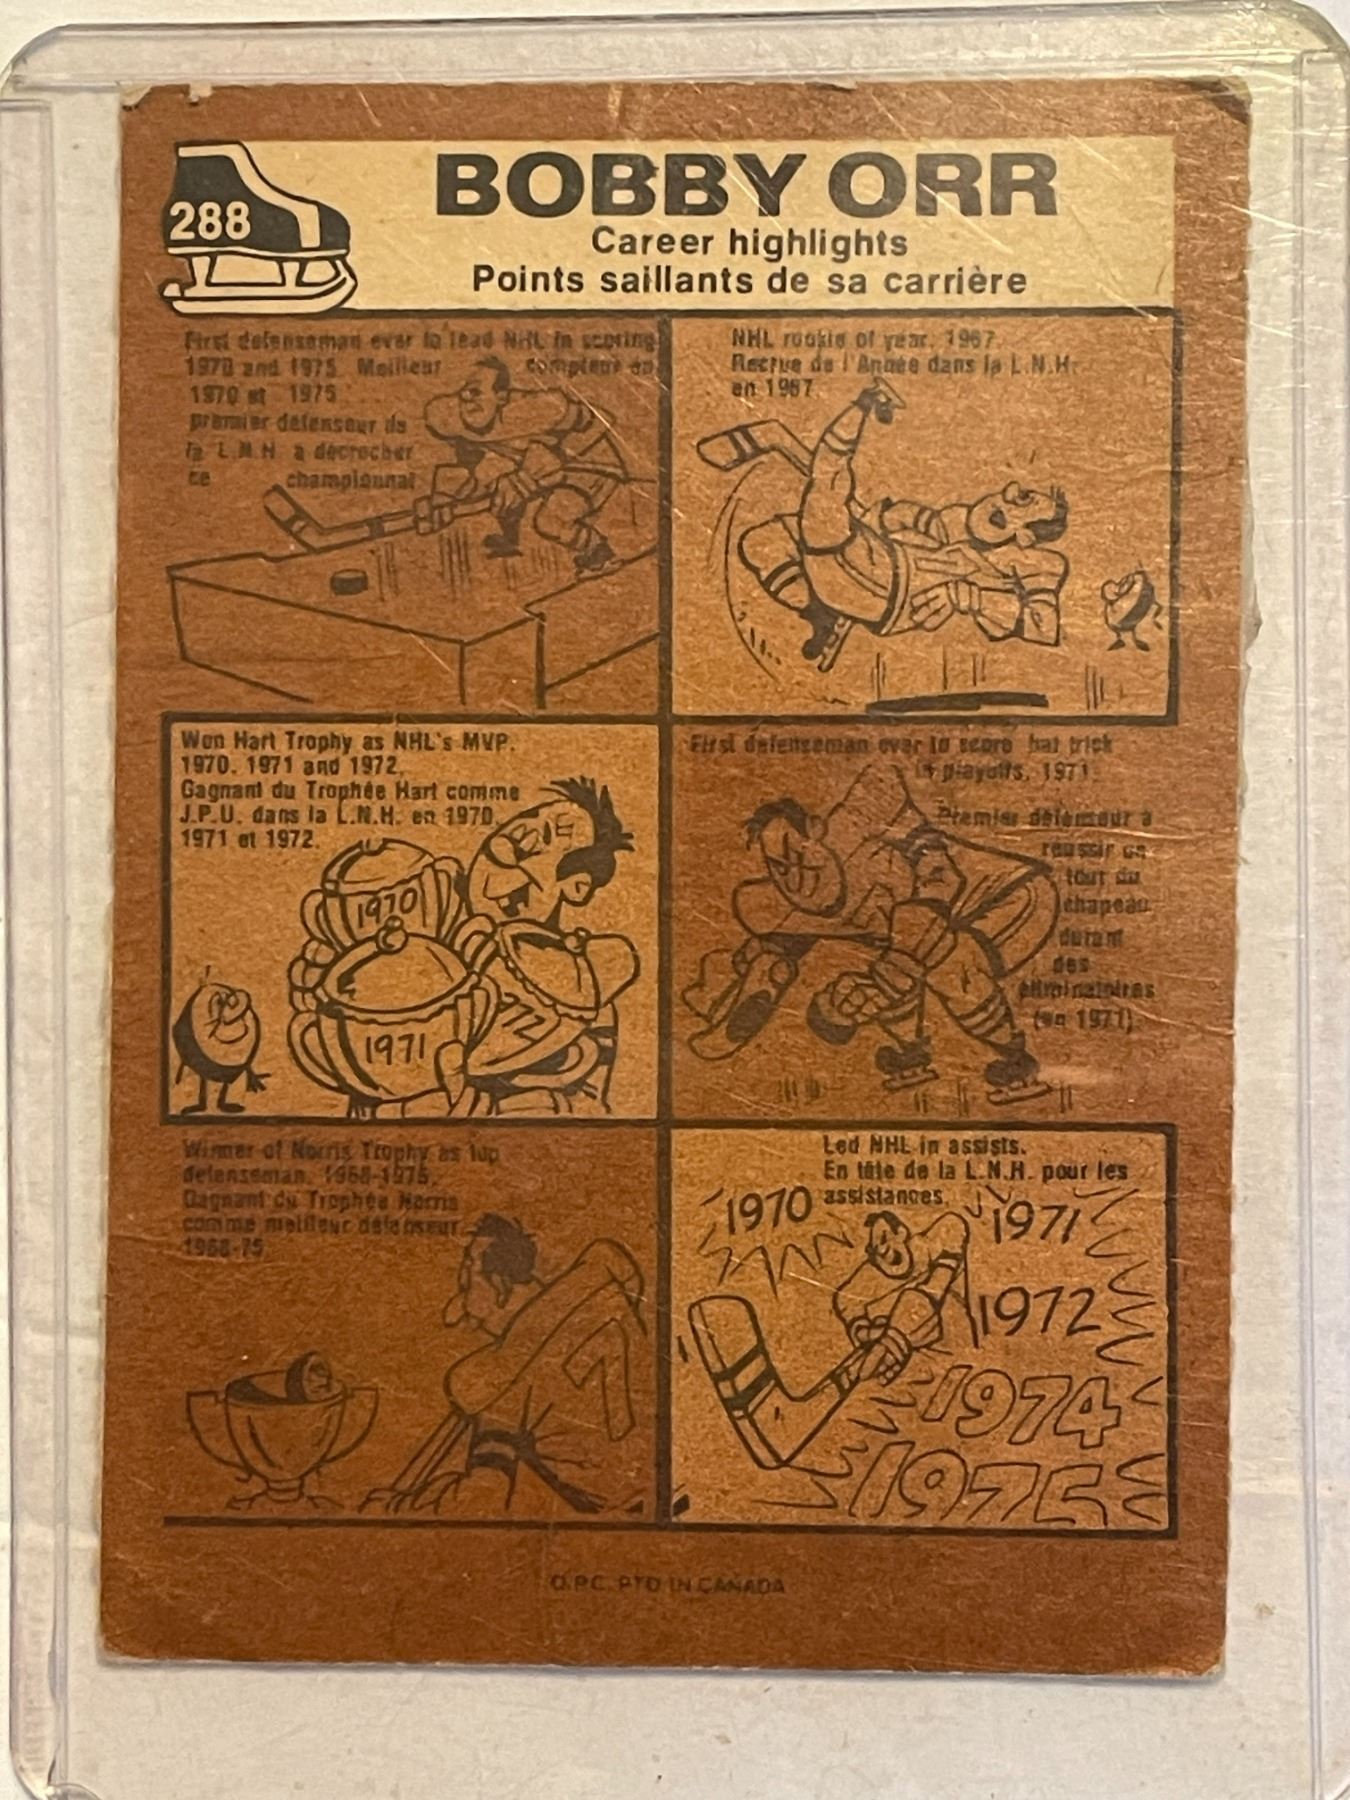 288
BOBBY ORR
Career highlights
Points saillants de sa carrière
First defenseman ever to lead NHL in scoring
1970 and 1975. Meilleur compteur en
1970 et 1975
premier défenseur de
la L.N.H. a décrocher
ce championnat
NHL rookie of year, 1967.
Recrue de l'Année dans la L.N.H.
en 1967.
Won Hart Trophy as NHL's MVP.
1970, 1971 and 1972.
Gagnant du Trophée Hart comme
J.P.U. dans la L.N.H. en 1970,
1971 et 1972.
1970
1971
72
First defenseman ever to score hat trick
in playoffs, 1971.
Premier défenseur à
réussir un
tour du
chapeau
durant
des
éliminatoires
(en 1971).
Winner of Norris Trophy as top
defenseman, 1968-1975.
Gagnant du Trophée Norris
comme meilleur défenseur
1968-75
7
Led NHL in assists.
En tête de la L.N.H. pour les
assistances.
1970
1971
1972
1974
1975
O.P.C. PTD IN CANADA